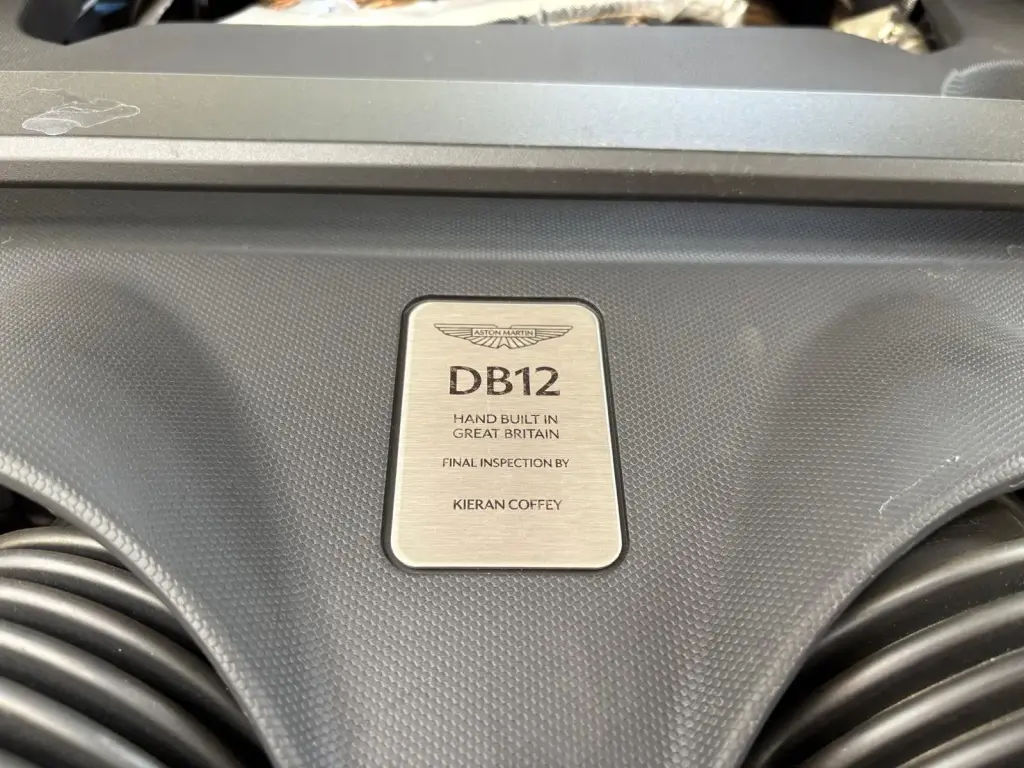 ASTON MARTIN
DB12
HAND BUILT IN
GREAT BRITAIN
FINAL INSPECTION BY
KIERAN COFFEY